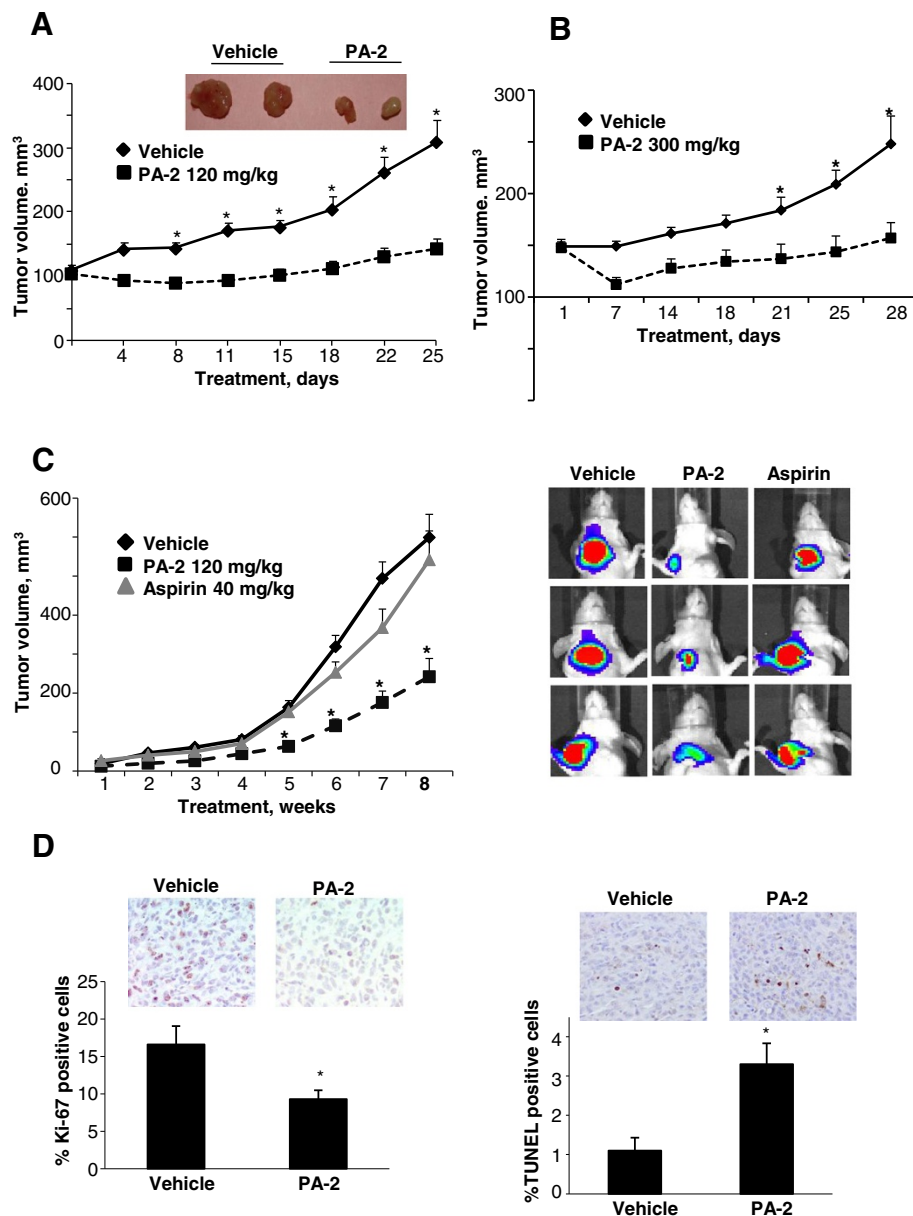 A
Vehicle PA-2
400
300
200
100
0
Tumor volume. mm³
Vehicle
PA-2 120 mg/kg
* * * * * * *
4 8 11 15 18 22 25
Treatment, days
B
300
200
100
Tumor volume. mm³
Vehicle
PA-2 300 mg/kg
* * *
1 7 14 18 21 25 28
Treatment, days
C
600
400
200
0
Tumor volume, mm³
Vehicle
PA-2 120 mg/kg
Aspirin 40 mg/kg
* * * *
1 2 3 4 5 6 7 8
Treatment, weeks
Vehicle PA-2 Aspirin
D
Vehicle PA-2
25
20
15
10
5
0
% Ki-67 positive cells
*
Vehicle PA-2
Vehicle PA-2
4
3
2
1
0
%TUNEL positive cells
*
Vehicle PA-2